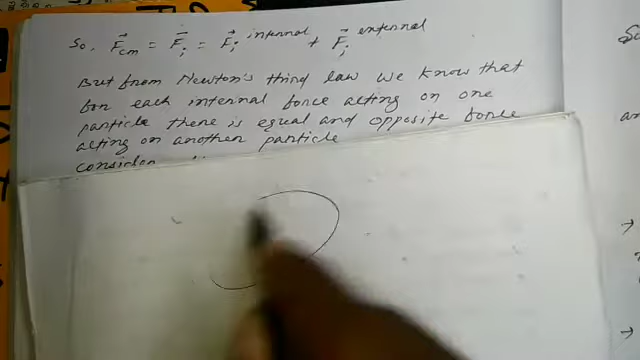 So, F⃗cm = F⃗i = F⃗i internal + F⃗i external
But from Newton's third law we know that
for each internal force acting on one
particle there is equal and opposite force
acting on another particle
consider